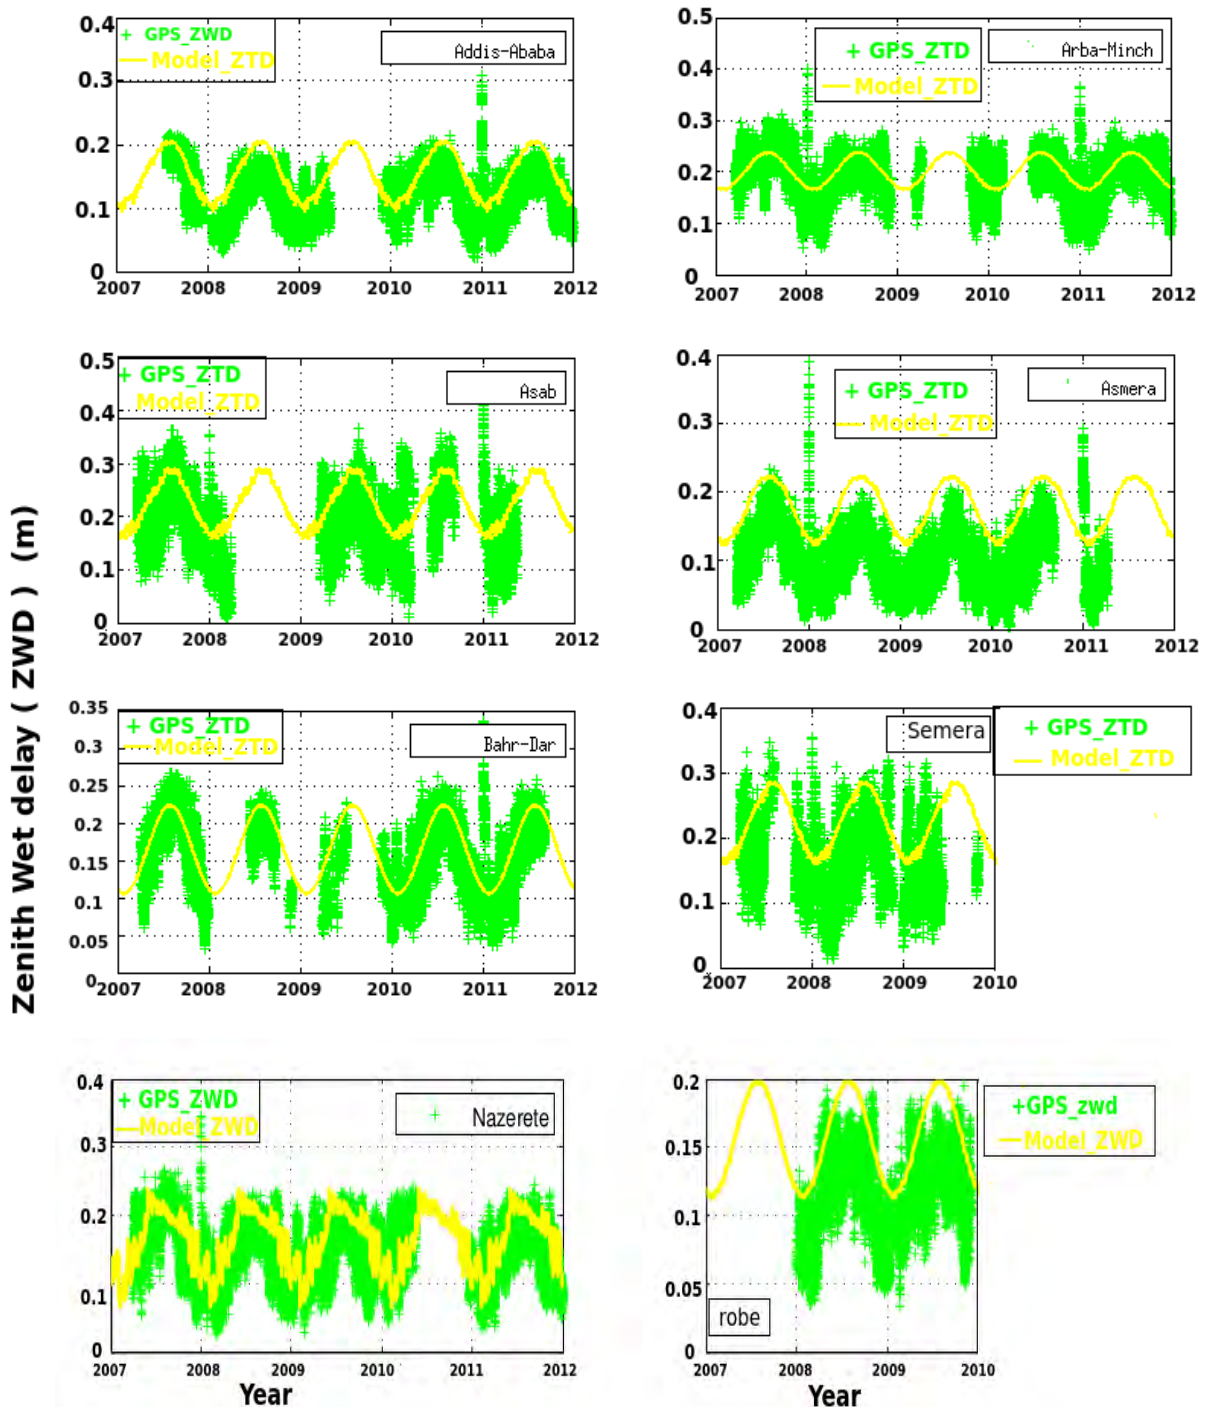 Zenith Wet delay ( ZWD ) (m)
0.4
0.3
0.2
0.1
0
GPS_ZWD
Model_ZTD
Addis-Ababa
2007 2008 2009 2010 2011 2012
0.5
0.4
0.3
0.2
0.1
0
GPS_ZTD
Model_ZTD
Arba-Minch
2007 2008 2009 2010 2011 2012
0.5
0.4
0.3
0.2
0.1
0
GPS_ZTD
Model_ZTD
Asab
2007 2008 2009 2010 2011 2012
0.4
0.3
0.2
0.1
0
GPS_ZTD
Model_ZTD
Asmera
2007 2008 2009 2010 2011 2012
0.35
0.3
0.25
0.2
0.15
0.1
0.05
0
GPS_ZTD
Model_ZTD
Bahr-Dar
2007 2008 2009 2010 2011 2012
0.4
0.3
0.2
0.1
0
Semera
GPS_ZTD
Model_ZTD
2007 2008 2009 2010
0.4
0.3
0.2
0.1
0
GPS_ZWD
Model_ZWD
Nazerete
2007 2008 2009 2010 2011 2012
Year
0.2
0.15
0.1
0.05
0
GPS_zwd
Model_ZWD
robe
2007 2008 2009 2010
Year